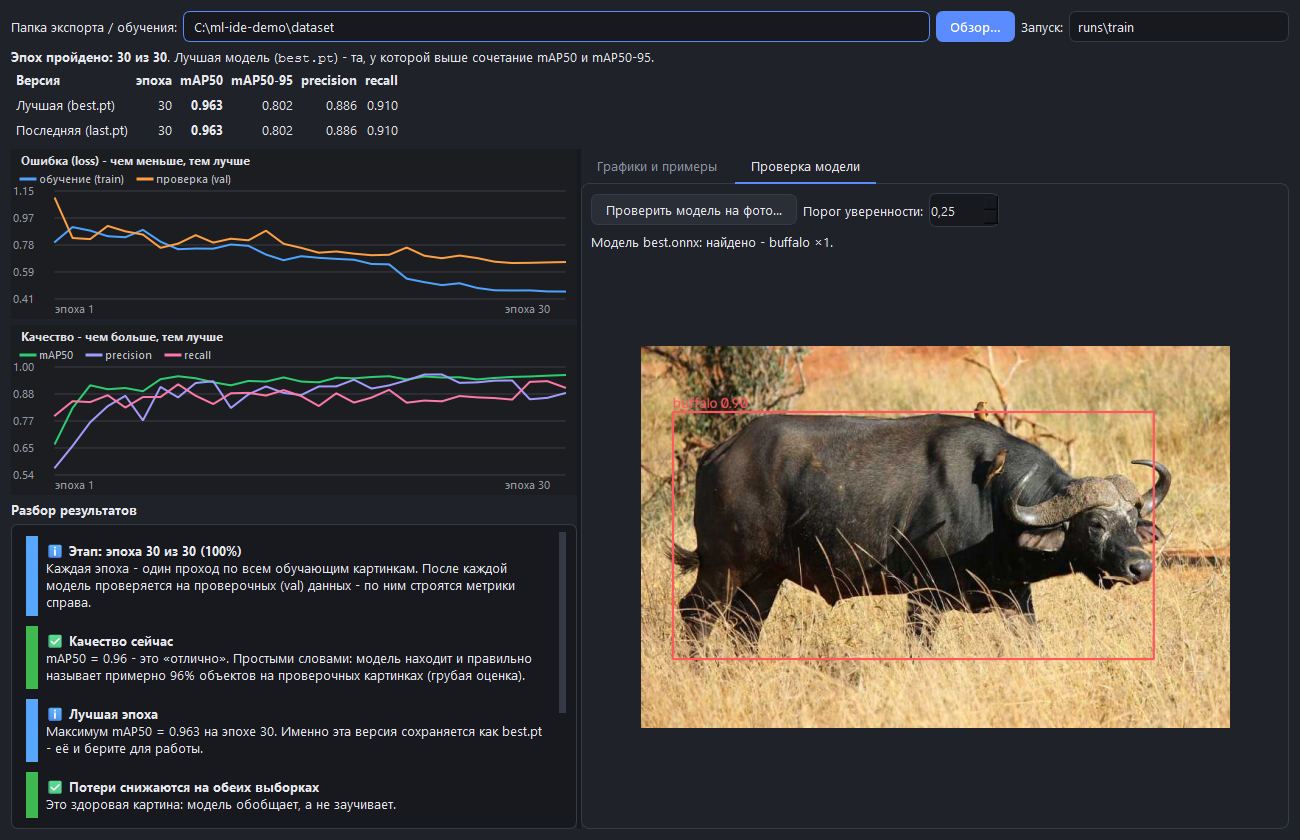 Папка экспорта / обучения: C:\ml-ide-demo\dataset Обзор... Запуск: runs\train
Эпох пройдено: 30 из 30. Лучшая модель (best.pt) - та, у которой выше сочетание mAP50 и mAP50-95.
Версия эпоха mAP50 mAP50-95 precision recall
Лучшая (best.pt) 30 0.963 0.802 0.886 0.910
Последняя (last.pt) 30 0.963 0.802 0.886 0.910
Ошибка (loss) - чем меньше, тем лучше
обучение (train) проверка (val)
1.15
0.97
0.78
0.59
0.41
эпоха 1 эпоха 30
Качество - чем больше, тем лучше
mAP50 precision recall
1.00
0.88
0.77
0.65
0.54
эпоха 1 эпоха 30
Разбор результатов
Этап: эпоха 30 из 30 (100%)
Каждая эпоха - один проход по всем обучающим картинкам. После каждой
модель проверяется на проверочных (val) данных - по ним строятся метрики
справа.
Качество сейчас
mAP50 = 0.96 - это «отлично». Простыми словами: модель находит и правильно
называет примерно 96% объектов на проверочных картинках (грубая оценка).
Лучшая эпоха
Максимум mAP50 = 0.963 на эпохе 30. Именно эта версия сохраняется как best.pt
- её и берите для работы.
Потери снижаются на обеих выборках
Это здоровая картина: модель обобщает, а не заучивает.
Графики и примеры Проверка модели
Проверить модель на фото... Порог уверенности: 0,25
Модель best.onnx: найдено - buffalo ×1.
buffalo